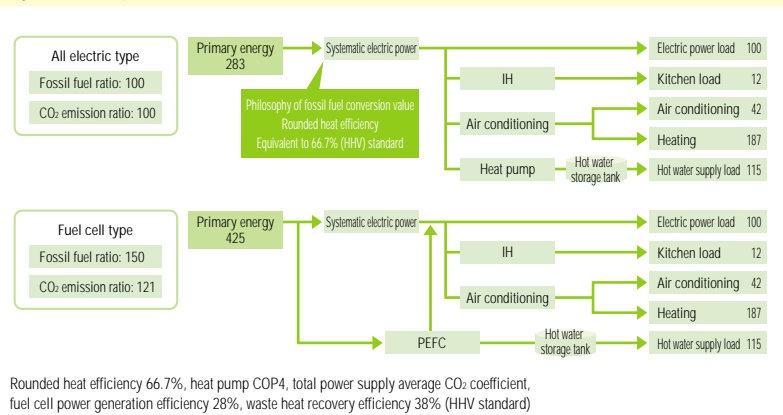 All electric type
Fossil fuel ratio: 100
CO2 emission ratio: 100
Primary energy
283
Systematic electric power
Philosophy of fossil fuel conversion value
Rounded heat efficiency
Equivalent to 66.7% (HHV) standard
IH
Air conditioning
Heat pump
Hot water
storage tank
Electric power load 100
Kitchen load 12
Air conditioning 42
Heating 187
Hot water supply load 115
Fuel cell type
Fossil fuel ratio: 150
CO2 emission ratio: 121
Primary energy
425
Systematic electric power
IH
Air conditioning
PEFC
Hot water
storage tank
Electric power load 100
Kitchen load 12
Air conditioning 42
Heating 187
Hot water supply load 115
Rounded heat efficiency 66.7%, heat pump COP4, total power supply average CO2 coefficient,
fuel cell power generation efficiency 28%, waste heat recovery efficiency 38% (HHV standard)